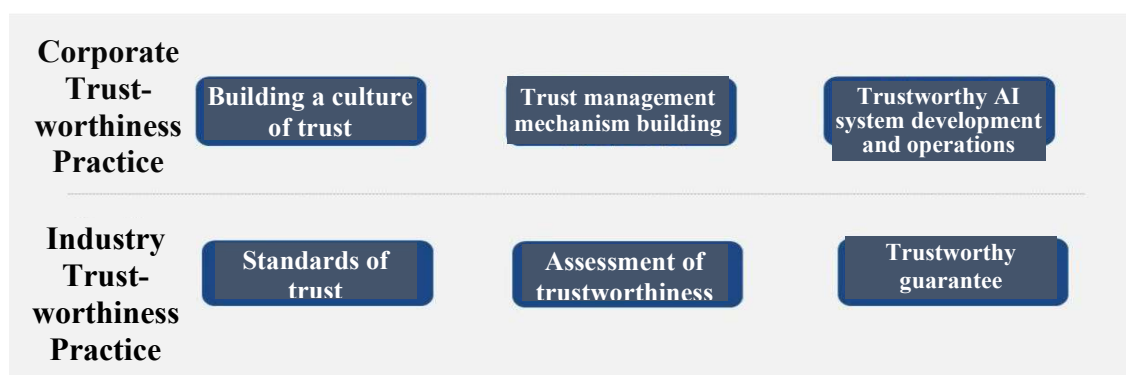 Corporate
Trust-
worthiness
Practice
Building a culture
of trust
Trust management
mechanism building
Trustworthy AI
system development
and operations
Industry
Trust-
worthiness
Practice
Standards of
trust
Assessment of
trustworthiness
Trustworthy
guarantee